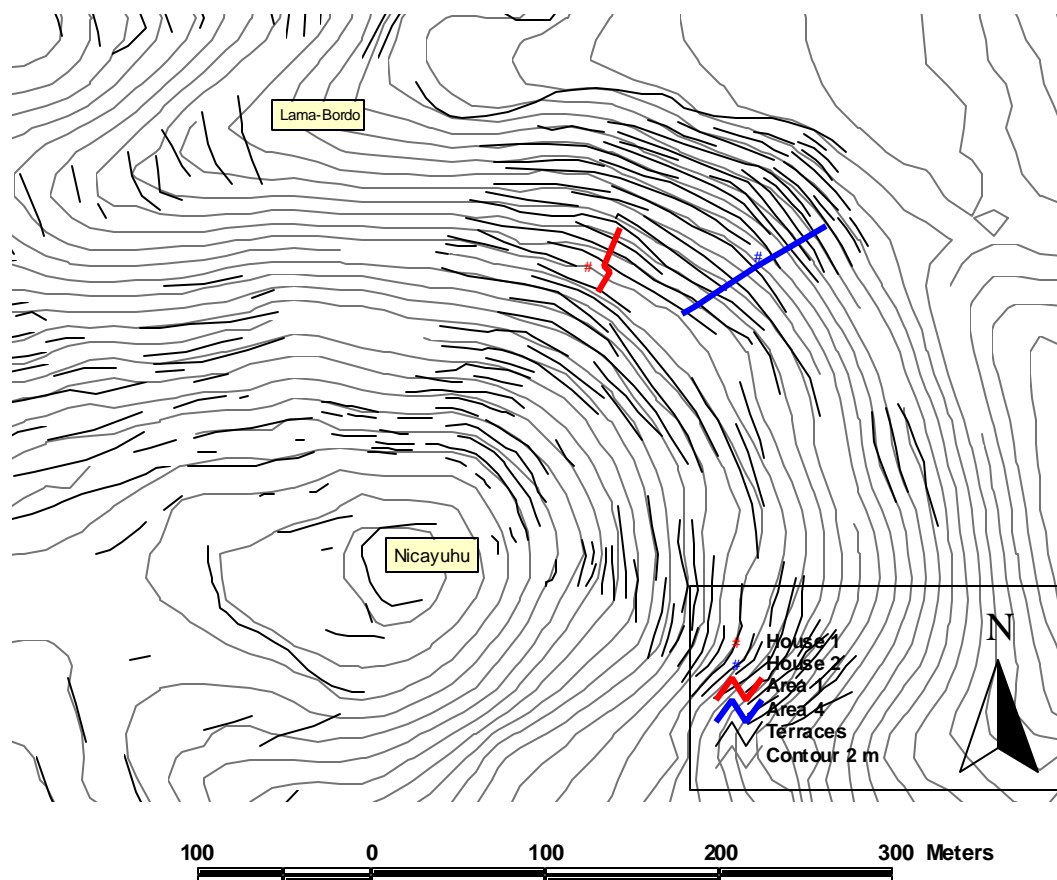 Lama-Bordo
#
#
Nicayuhu
N
# House 1
# House 2
Area 1
Area 4
Terraces
Contour 2 m
100 0 100 200 300 Meters